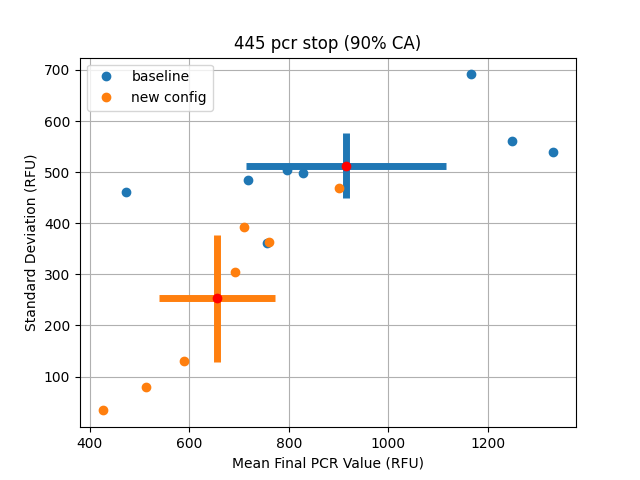 445 pcr stop (90% CA)
baseline
new config
700
600
500
400
300
200
100
400 600 800 1000 1200
Standard Deviation (RFU)
Mean Final PCR Value (RFU)